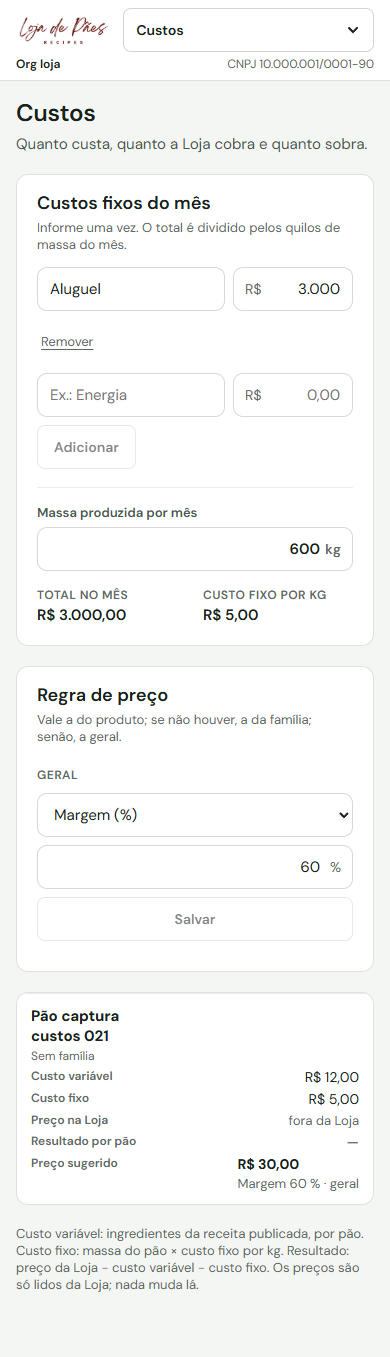 Loja de Pães
RECIPES
Custos
Org loja
CNPJ 10.000.001/0001-90
Custos
Quanto custa, quanto a Loja cobra e quanto sobra.
Custos fixos do mês
Informe uma vez. O total é dividido pelos quilos de
massa do mês.
Aluguel
R$ 3.000
Remover
Ex.: Energia
R$ 0,00
Adicionar
Massa produzida por mês
600 kg
TOTAL NO MÊS
R$ 3.000,00
CUSTO FIXO POR KG
R$ 5,00
Regra de preço
Vale a do produto; se não houver, a da família;
senão, a geral.
GERAL
Margem (%)
60 %
Salvar
Pão captura
custos 021
Sem família
Custo variável R$ 12,00
Custo fixo R$ 5,00
Preço na Loja fora da Loja
Resultado por pão —
Preço sugerido R$ 30,00
Margem 60 % · geral
Custo variável: ingredientes da receita publicada, por pão.
Custo fixo: massa do pão × custo fixo por kg. Resultado:
preço da Loja − custo variável − custo fixo. Os preços são
só lidos da Loja; nada muda lá.